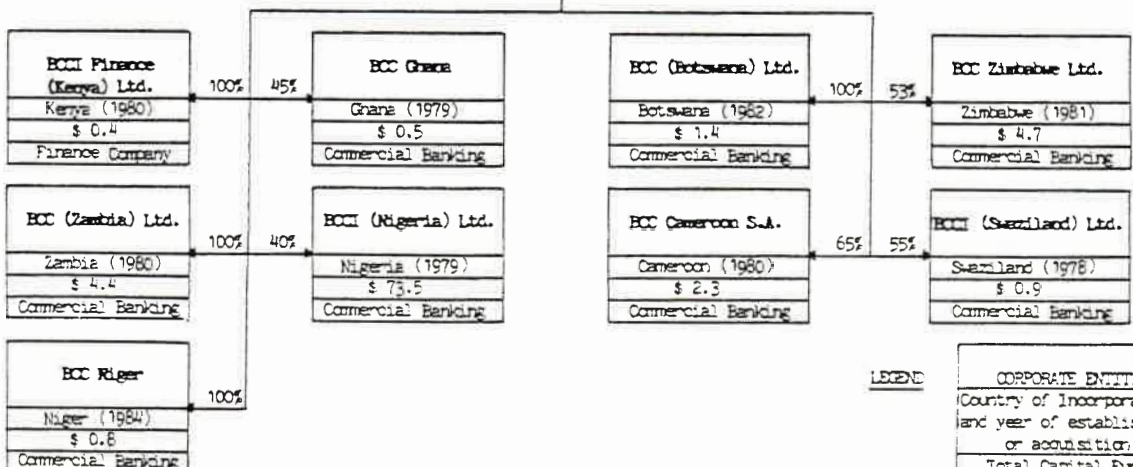 BCCI Finance
(Kenya) Ltd.
Kenya (1980)
$ 0.4
Finance Company
100%
45%
BCC Ghana
Ghana (1979)
$ 0.5
Commercial Banking
BCC (Botswana) Ltd.
Botswana (1982)
$ 1.4
Commercial Banking
100%
53%
BCC Zimbabwe Ltd.
Zimbabwe (1981)
$ 4.7
Commercial Banking
BCC (Zambia) Ltd.
Zambia (1980)
$ 4.4
Commercial Banking
100%
40%
BCCI (Nigeria) Ltd.
Nigeria (1979)
$ 73.5
Commercial Banking
BCC Cameroon S.A.
Cameroon (1980)
$ 2.3
Commercial Banking
65%
55%
BCCI (Swaziland) Ltd.
Swaziland (1978)
$ 0.9
Commercial Banking
BCC Niger
Niger (1984)
$ 0.8
Commercial Banking
100%
LEGEND
CORPORATE ENTIT
(Country of Incorpora
and year of establis
or acquisition
Total Capital